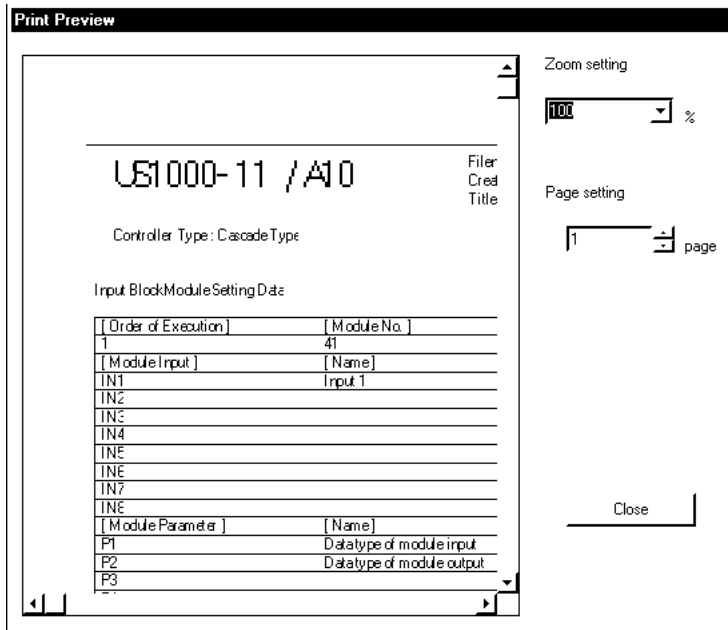 Print Preview
Zoom setting
100 %
Page setting
1 page
US1000-11 /A10
Controller Type : Cascade Type
Title
Input Block Module Setting Data
[ Order of Execution ] [ Module No. ]
1 41
[ Module Input ] [ Name ]
IN1 Input 1
IN2
IN3
IN4
IN5
IN6
IN7
IN8
[ Module Parameter ] [ Name ]
P1 Datatype of module input
P2 Datatype of module output
P3
Close